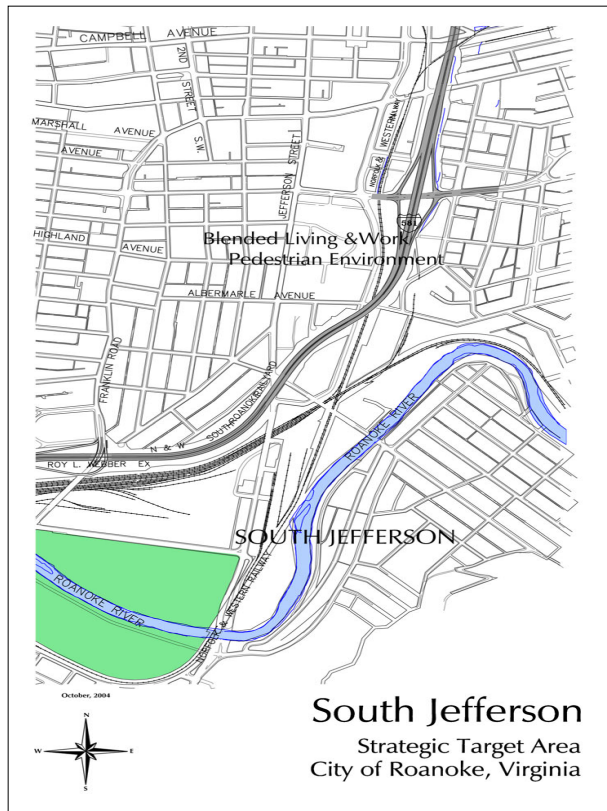 CAMPBELL AVENUE
2ND STREET S.W.
MARSHALL AVENUE
AVENUE
JEFFERSON STREET
NORFOLK & WESTERN RAILWAY
581
HIGHLAND AVENUE
Blended Living &Work
Pedestrian Environment
ALBERMARLE AVENUE
FRANKLIN ROAD
N & W
SOUTH ROANOKE RAILYARD
ROY L. WEBBER EX
ROANOKE RIVER
SOUTH JEFFERSON
ROANOKE RIVER
NORFOLK & WESTERN RAILWAY
October, 2004
N
W E
S
South Jefferson
Strategic Target Area
City of Roanoke, Virginia